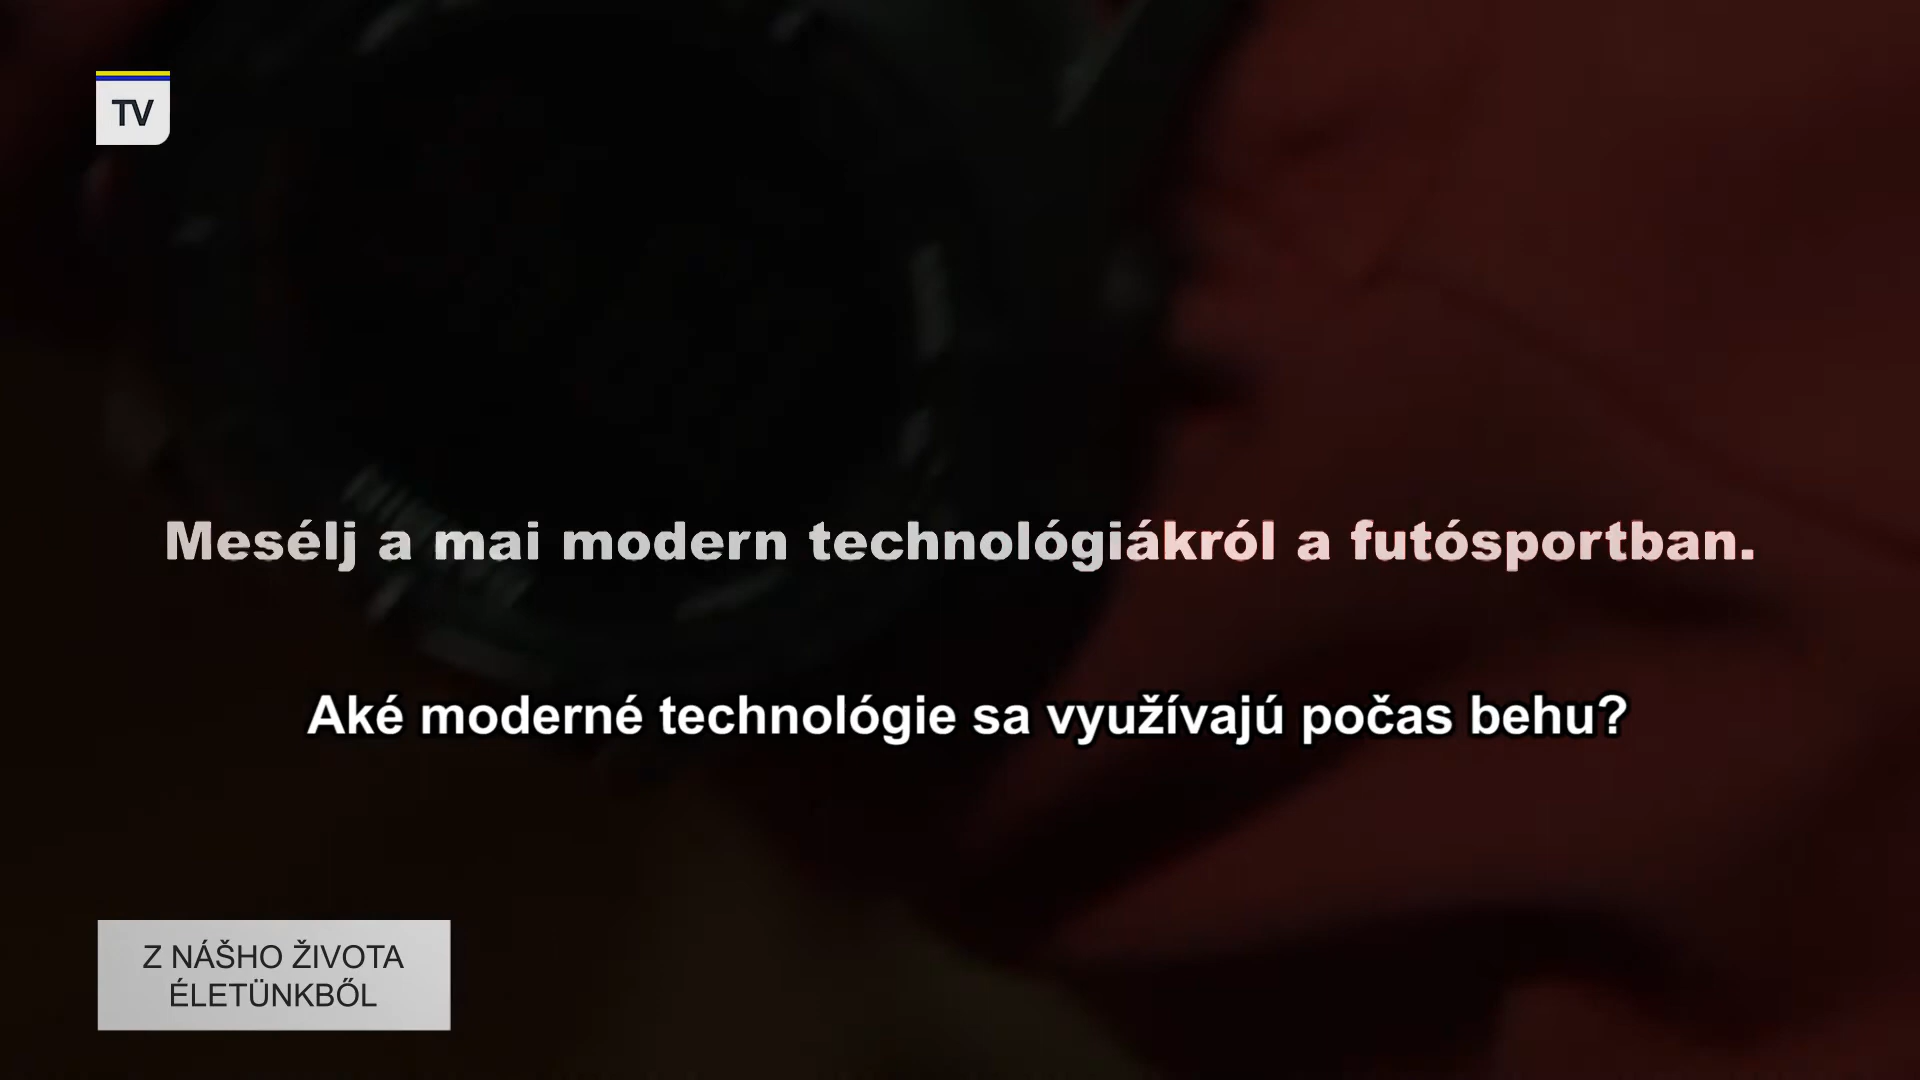 TV
Mesélj a mai modern technológiákról a futósportban.
Aké moderné technológie sa využívajú počas behu?
Z NÁŠHO ŽIVOTA
ÉLETÜNKBŐL